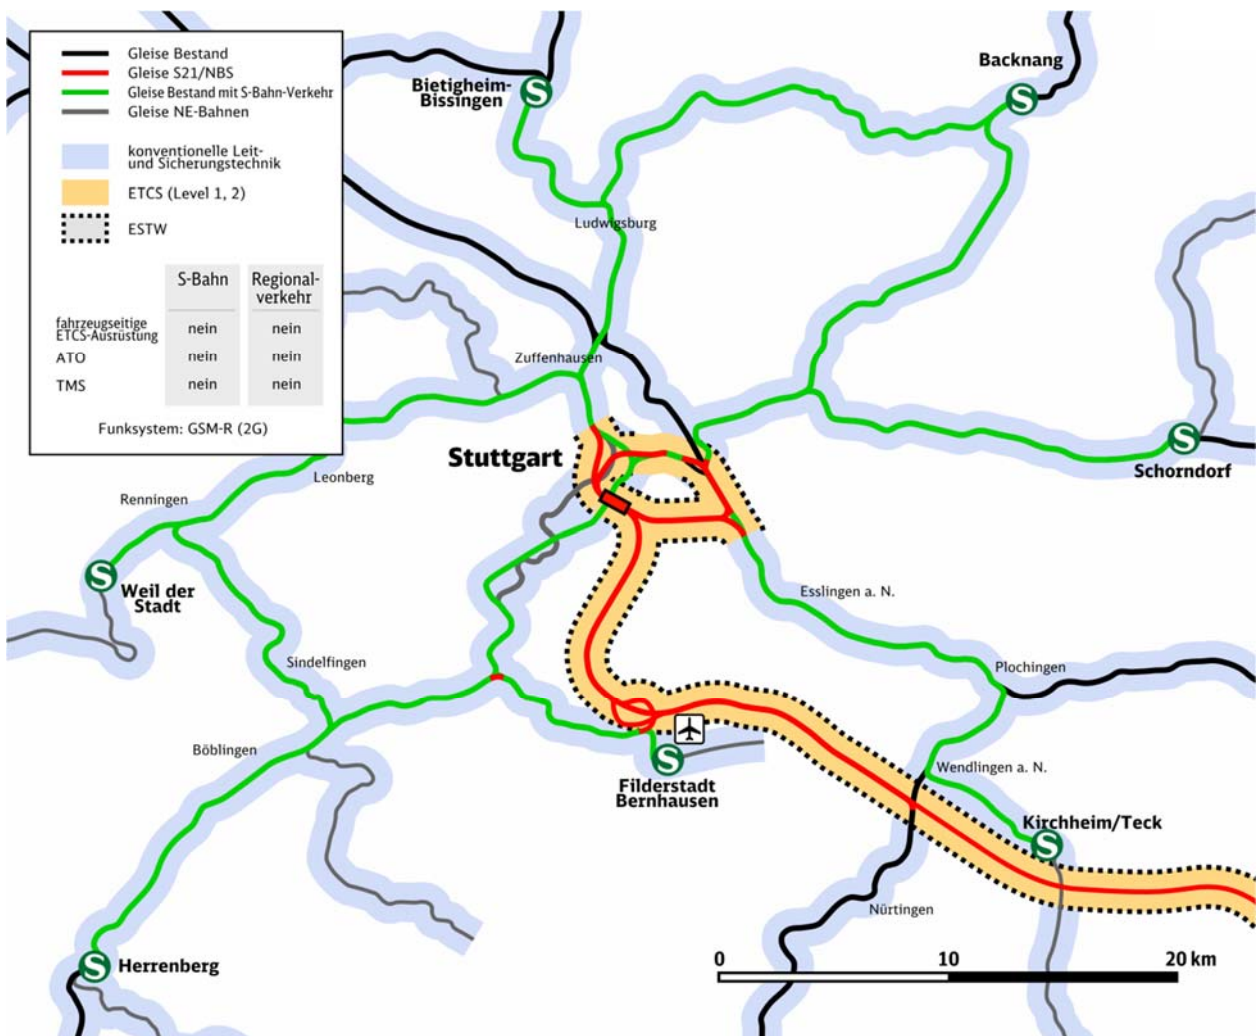 Gleise Bestand
Gleise S21/NBS
Gleise Bestand mit S-Bahn-Verkehr
Gleise NE-Bahnen
konventionelle Leit-
und Sicherungstechnik
ETCS (Level 1, 2)
ESTW
S-Bahn
Regional-
verkehr
fahrzeugseitige
ETCS-Ausrüstung
nein
nein
ATO
nein
nein
TMS
nein
nein
Funksystem: GSM-R (2G)
Bietigheim-
Bissingen
S
Backnang
S
Ludwigsburg
Zuffenhausen
Stuttgart
S
Schorndorf
Leonberg
Renningen
S
Weil der
Stadt
Esslingen a. N.
Sindelfingen
Plochingen
Böblingen
S
Filderstadt
Bernhausen
Wendlingen a. N.
Kirchheim/Teck
S
Nürtingen
S
Herrenberg
0
10
20 km